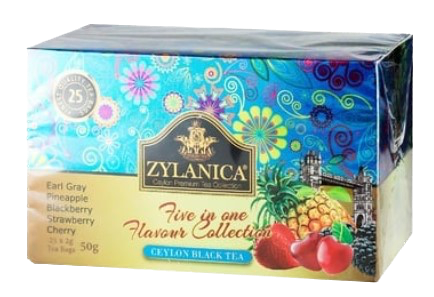 25
ZYLANICA
Ceylon Premium Tea Collection
Earl Gray
Pineapple
Blackberry
Strawberry
Cherry
25 x 2g
Tea Bags 50g
Five in one
Flavour Collection
CEYLON BLACK TEA